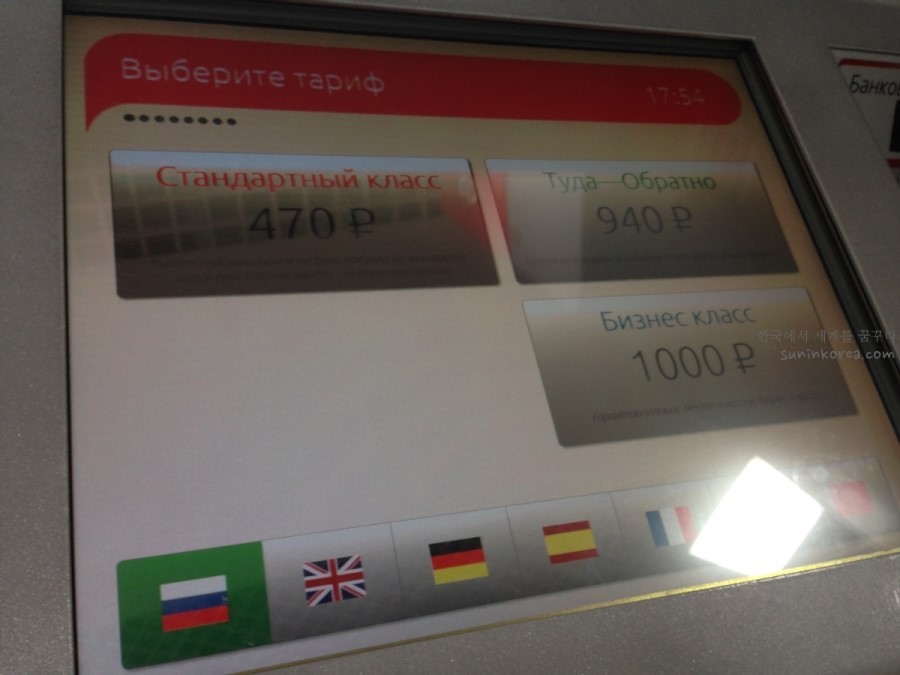 Выберите тариф
17:54
Банков
Стандартный класс
470 ₽
Туда—Обратно
940 ₽
Бизнес класс
1000 ₽
한국에서 세계를 꿈꾸다
suninkorea.com